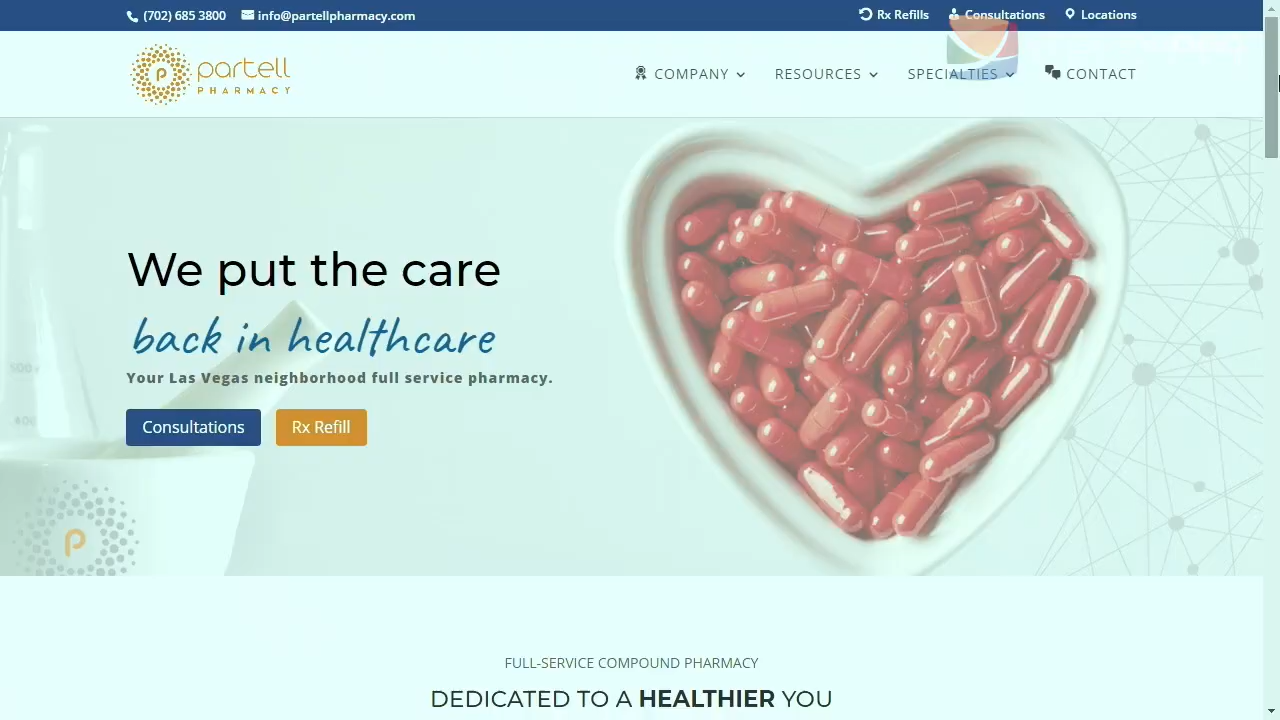 (702) 685 3800 info@partellpharmacy.com Rx Refills Consultations Locations
partell
PHARMACY
COMPANY RESOURCES SPECIALTIES CONTACT
We put the care
back in healthcare
Your Las Vegas neighborhood full service pharmacy.
Consultations Rx Refill
p
FULL-SERVICE COMPOUND PHARMACY
DEDICATED TO A HEALTHIER YOU